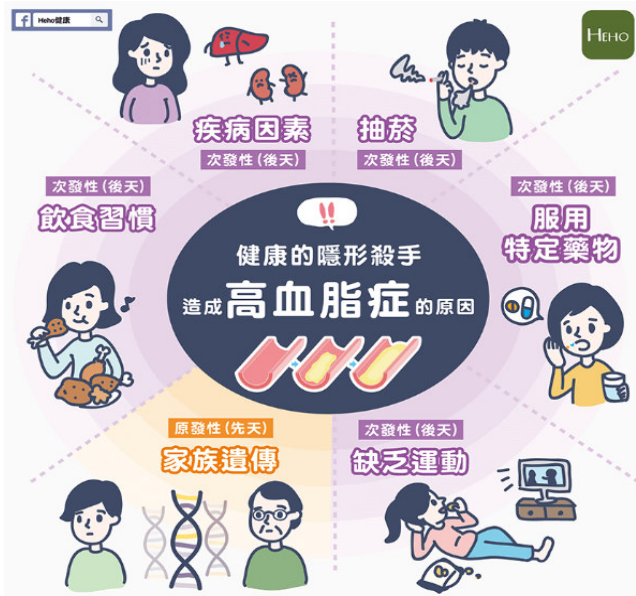 Heho健康
HEHO
疾病因素
次發性(後天)
抽菸
次發性(後天)
次發性(後天)
飲食習慣
次發性(後天)
服用
特定藥物
!!
健康的隱形殺手
造成高血脂症的原因
原發性(先天)
家族遺傳
次發性(後天)
缺乏運動